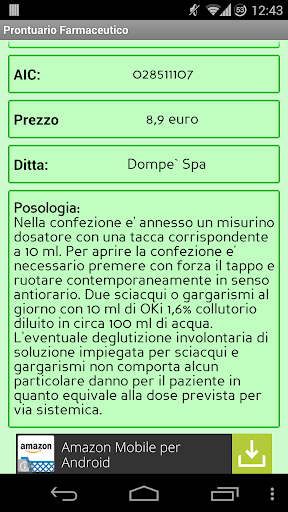 12:43
Prontuario Farmaceutico
AIC: 028511107
Prezzo 8,9 euro
Ditta: Dompe` Spa
Posologia:
Nella confezione e' annesso un misurino
dosatore con una tacca corrispondente
a 10 ml. Per aprire la confezione e'
necessario premere con forza il tappo e
ruotare contemporaneamente in senso
antiorario. Due sciacqui o gargarismi al
giorno con 10 ml di OKi 1,6% collutorio
diluito in circa 100 ml di acqua.
L'eventuale deglutizione involontaria di
soluzione impiegata per sciacqui e
gargarismi non comporta alcun
particolare danno per il paziente in
quanto equivale alla dose prevista per
via sistemica.
amazon
Amazon Mobile per
Android